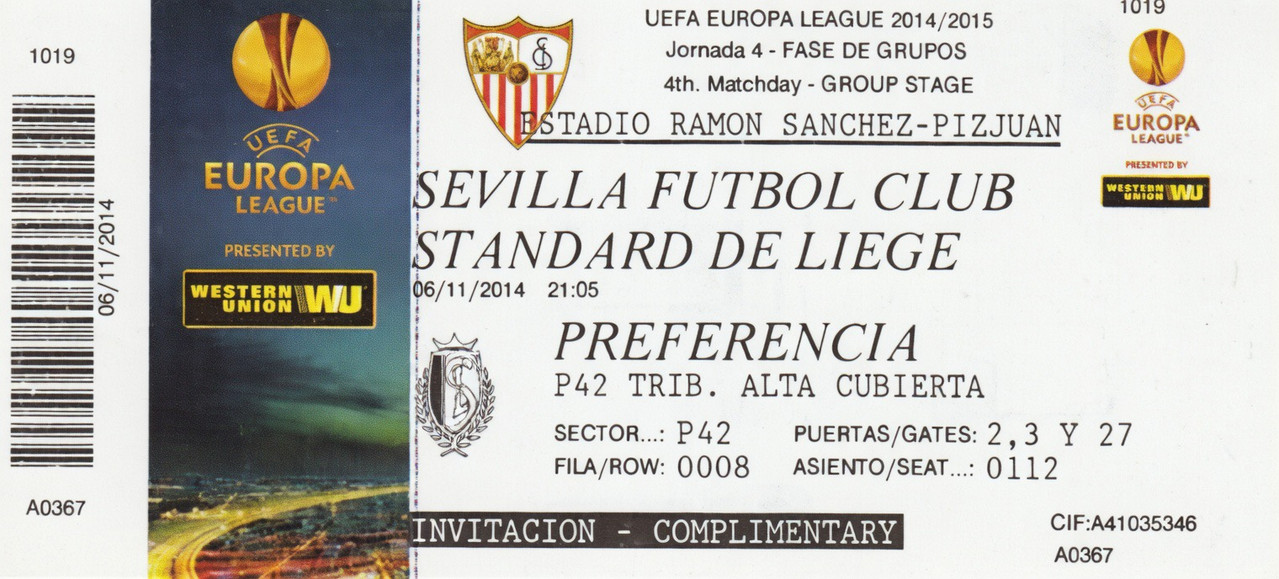 1019
06/11/2014
A0367
UEFA
EUROPA
LEAGUE™
PRESENTED BY
WESTERN
UNION WU
UEFA EUROPA LEAGUE 2014/2015
Jornada 4 - FASE DE GRUPOS
4th. Matchday - GROUP STAGE
ESTADIO RAMON SANCHEZ-PIZJUAN
SEVILLA FUTBOL CLUB
STANDARD DE LIEGE
06/11/2014 21:05
PREFERENCIA
P42 TRIB. ALTA CUBIERTA
SECTOR...: P42 PUERTAS/GATES: 2,3 Y 27
FILA/ROW: 0008 ASIENTO/SEAT...: 0112
INVITACION - COMPLIMENTARY
1019
UEFA
EUROPA
LEAGUE™
PRESENTED BY
WESTERN
UNION WU
CIF:A41035346
A0367